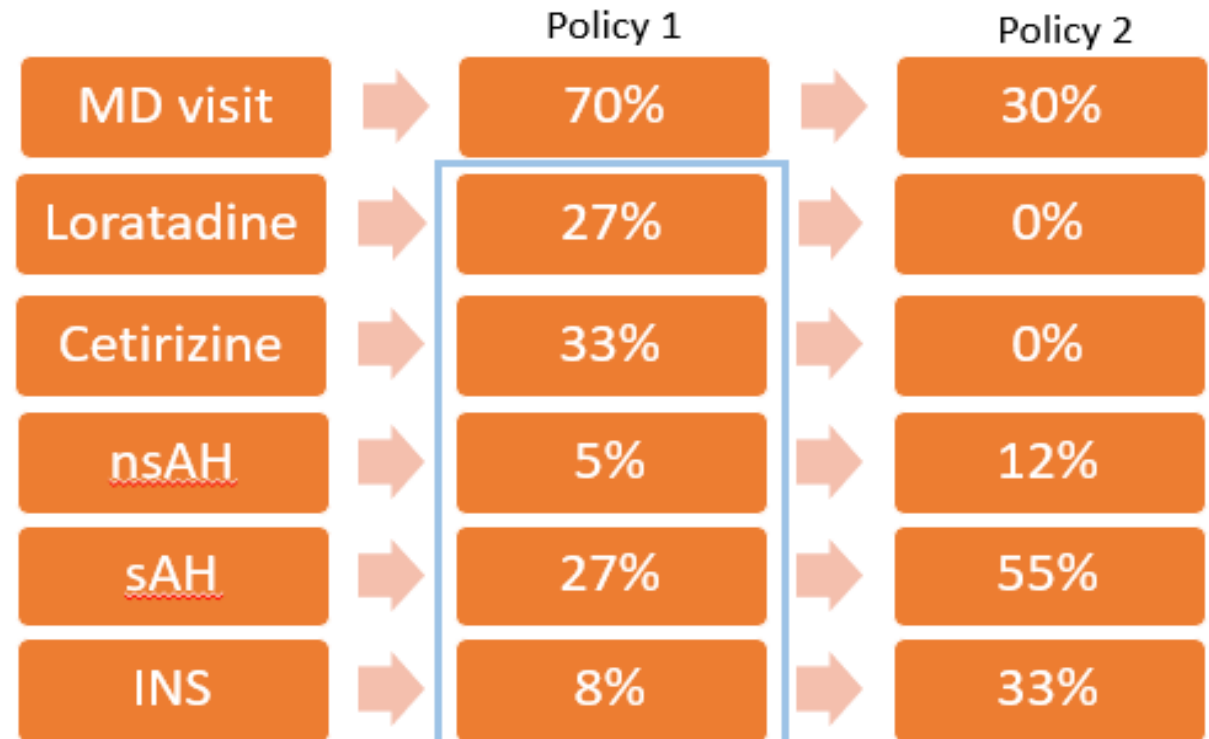 Policy 1 Policy 2
MD visit 70% 30%
Loratadine 27% 0%
Cetirizine 33% 0%
nsAH 5% 12%
sAH 27% 55%
INS 8% 33%